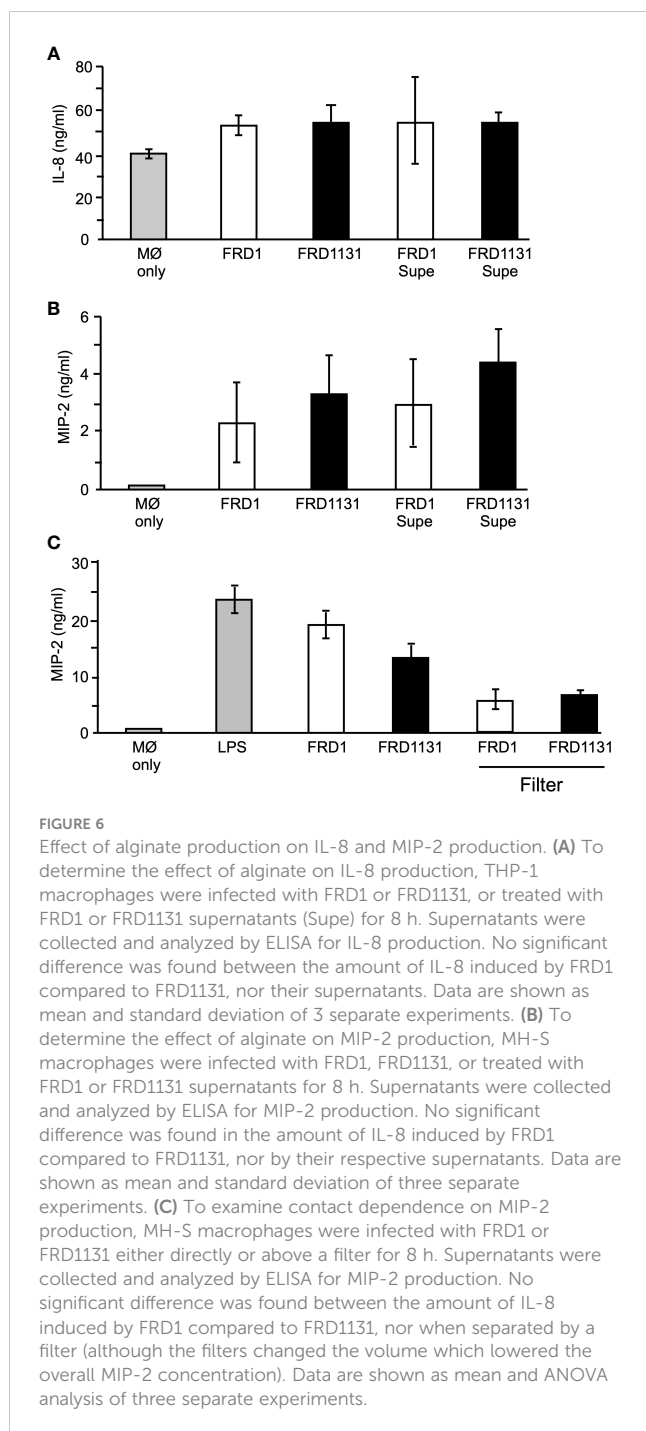 A
80
60
40
20
0
IL-8 (ng/ml)
MØ only
FRD1
FRD1131
FRD1 Supe
FRD1131 Supe
B
6
4
2
0
MIP-2 (ng/ml)
MØ only
FRD1
FRD1131
FRD1 Supe
FRD1131 Supe
C
30
20
10
0
MIP-2 (ng/ml)
MØ only
LPS
FRD1
FRD1131
FRD1
FRD1131
Filter
FIGURE 6
Effect of alginate production on IL-8 and MIP-2 production. (A) To
determine the effect of alginate on IL-8 production, THP-1
macrophages were infected with FRD1 or FRD1131, or treated with
FRD1 or FRD1131 supernatants (Supe) for 8 h. Supernatants were
collected and analyzed by ELISA for IL-8 production. No significant
difference was found between the amount of IL-8 induced by FRD1
compared to FRD1131, nor their supernatants. Data are shown as
mean and standard deviation of 3 separate experiments. (B) To
determine the effect of alginate on MIP-2 production, MH-S
macrophages were infected with FRD1, FRD1131, or treated with
FRD1 or FRD1131 supernatants for 8 h. Supernatants were collected
and analyzed by ELISA for MIP-2 production. No significant
difference was found in the amount of IL-8 induced by FRD1
compared to FRD1131, nor by their respective supernatants. Data are
shown as mean and standard deviation of three separate
experiments. (C) To examine contact dependence on MIP-2
production, MH-S macrophages were infected with FRD1 or
FRD1131 either directly or above a filter for 8 h. Supernatants were
collected and analyzed by ELISA for MIP-2 production. No
significant difference was found between the amount of IL-8
induced by FRD1 compared to FRD1131, nor when separated by a
filter (although the filters changed the volume which lowered the
overall MIP-2 concentration). Data are shown as mean and ANOVA
analysis of three separate experiments.